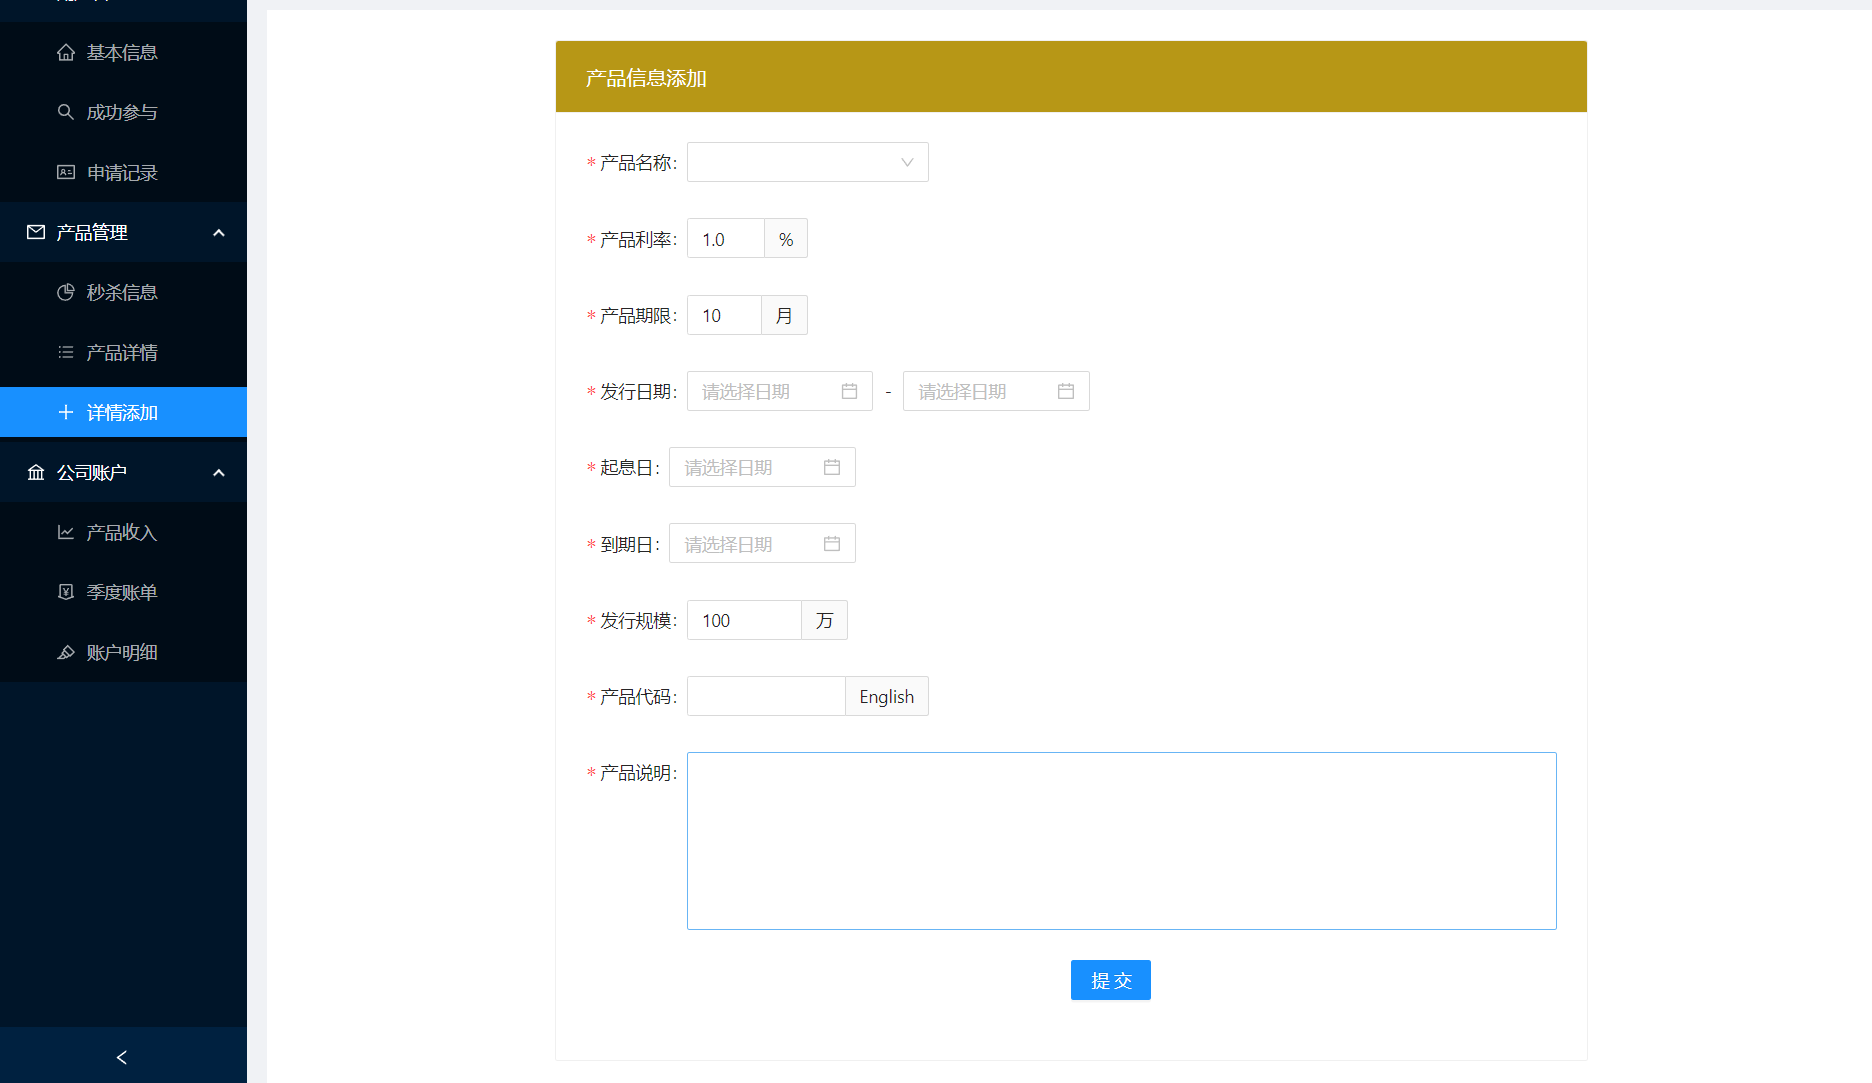 基本信息
成功参与
申请记录
产品管理
秒杀信息
产品详情
详情添加
公司账户
产品收入
季度账单
账户明细
产品信息添加
* 产品名称:
* 产品利率: 1.0 %
* 产品期限: 10 月
* 发行日期: 请选择日期 - 请选择日期
* 起息日: 请选择日期
* 到期日: 请选择日期
* 发行规模: 100 万
* 产品代码: English
* 产品说明:
提 交